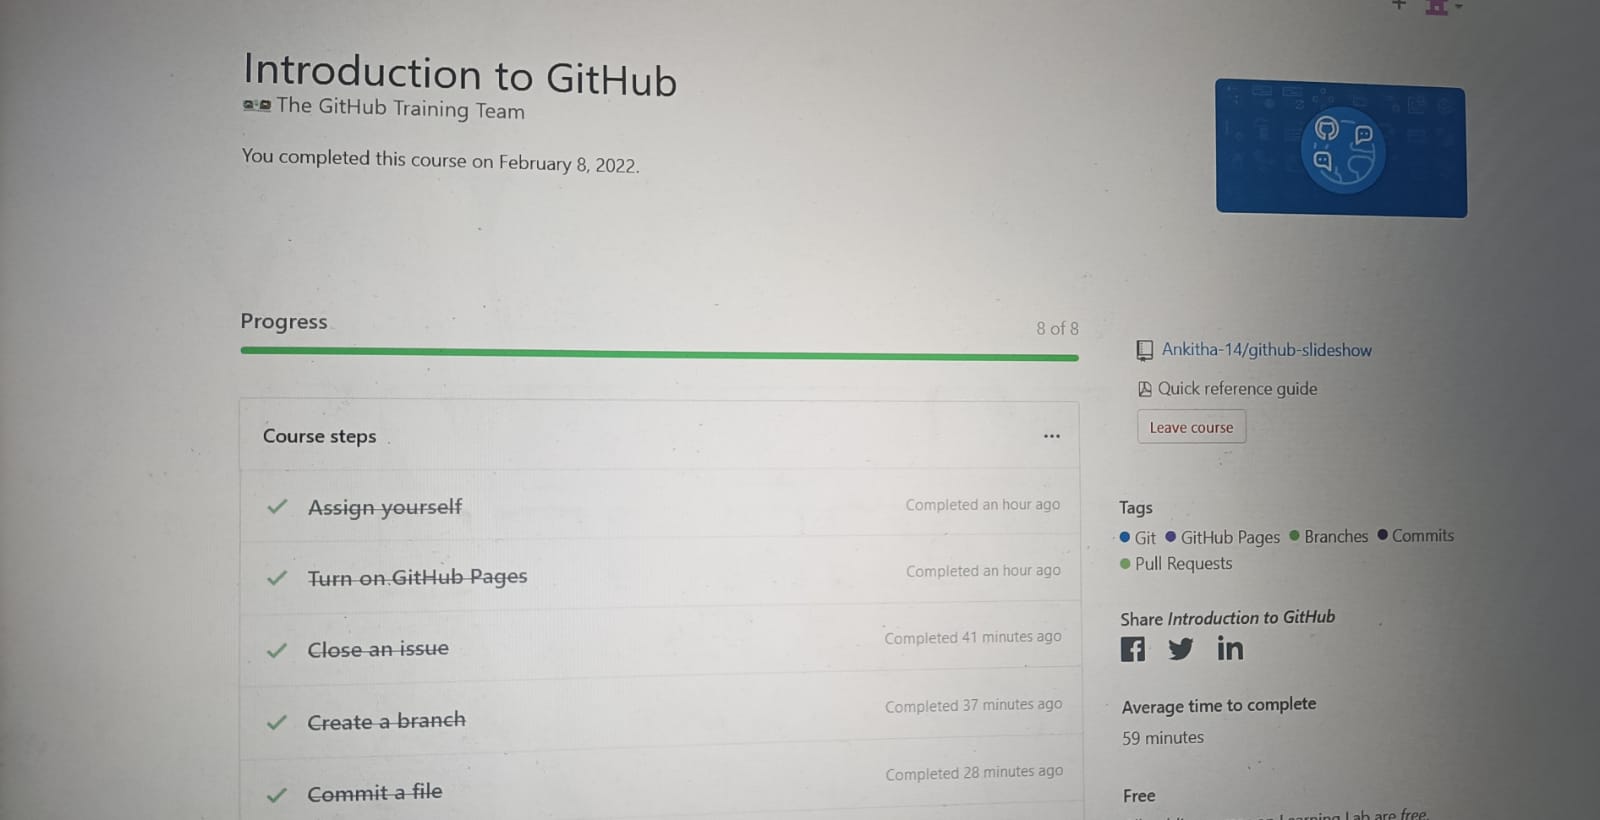 Introduction to GitHub
The GitHub Training Team
You completed this course on February 8, 2022.
Progress
8 of 8
Course steps
...
Assign yourself
Completed an hour ago
Turn on GitHub Pages
Completed an hour ago
Close an issue
Completed 41 minutes ago
Create a branch
Completed 37 minutes ago
Commit a file
Completed 28 minutes ago
Ankitha-14/github-slideshow
Quick reference guide
Leave course
Tags
Git GitHub Pages Branches Commits
Pull Requests
Share Introduction to GitHub
Average time to complete
59 minutes
Free
Learning Lab are free.